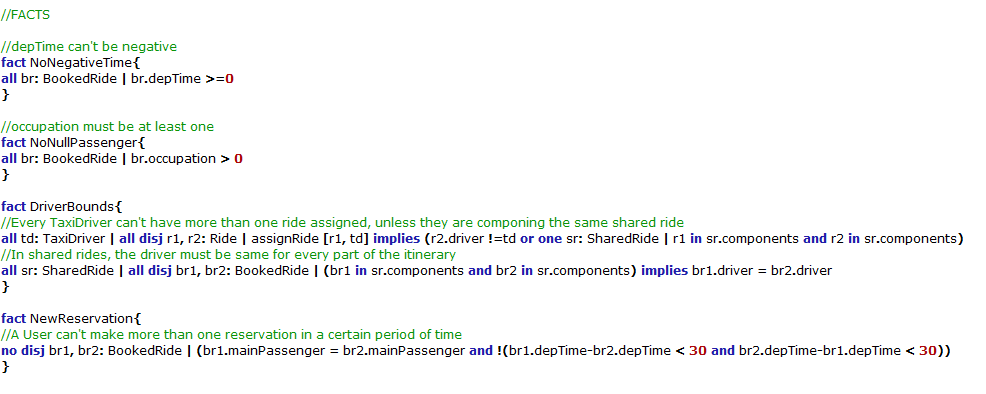 //FACTS
//depTime can't be negative
fact NoNegativeTime{
all br: BookedRide | br.depTime >=0
}
//occupation must be at least one
fact NoNullPassenger{
all br: BookedRide | br.occupation > 0
}
fact DriverBounds{
//Every TaxiDriver can't have more than one ride assigned, unless they are componing the same shared ride
all td: TaxiDriver | all disj r1, r2: Ride | assignRide [r1, td] implies (r2.driver !=td or one sr: SharedRide | r1 in sr.components and r2 in sr.components)
//In shared rides, the driver must be same for every part of the itinerary
all sr: SharedRide | all disj br1, br2: BookedRide | (br1 in sr.components and br2 in sr.components) implies br1.driver = br2.driver
}
fact NewReservation{
//A User can't make more than one reservation in a certain period of time
no disj br1, br2: BookedRide | (br1.mainPassenger = br2.mainPassenger and !(br1.depTime-br2.depTime < 30 and br2.depTime-br1.depTime < 30))
}